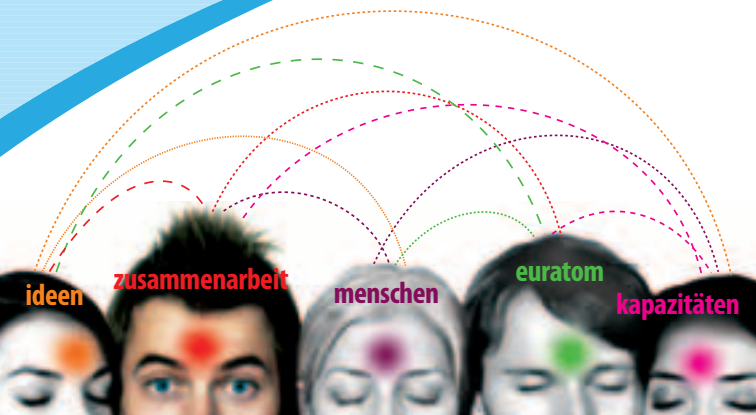 ideen
zusammenarbeit
menschen
euratom
kapazitäten